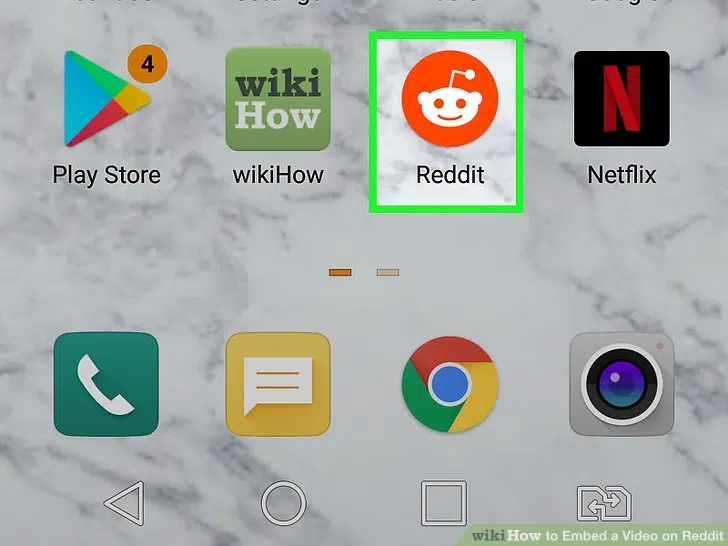 4
wiki
How
N
Play Store
wikiHow
Reddit
Netflix
wikiHow to Embed a Video on Reddit